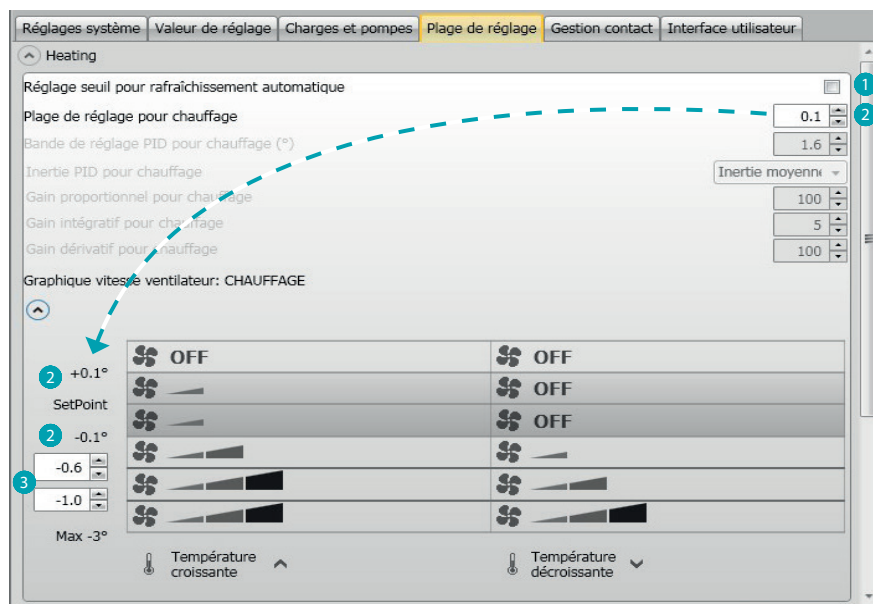 Réglages système Valeur de réglage Charges et pompes Plage de réglage Gestion contact Interface utilisateur
Heating
Réglage seuil pour rafraîchissement automatique 1
Plage de réglage pour chauffage 0.1 2
Bande de réglage PID pour chauffage (°) 1.6
Inertie PID pour chauffage Inertie moyenne
Gain proportionnel pour chauffage 100
Gain intégratif pour chauffage 5
Gain dérivatif pour chauffage 100
Graphique vitesse ventilateur: CHAUFFAGE
OFF OFF
2 +0.1°
OFF
SetPoint
OFF
2 -0.1°
-0.6
3
-1.0
Max -3°
Température croissante
Température décroissante